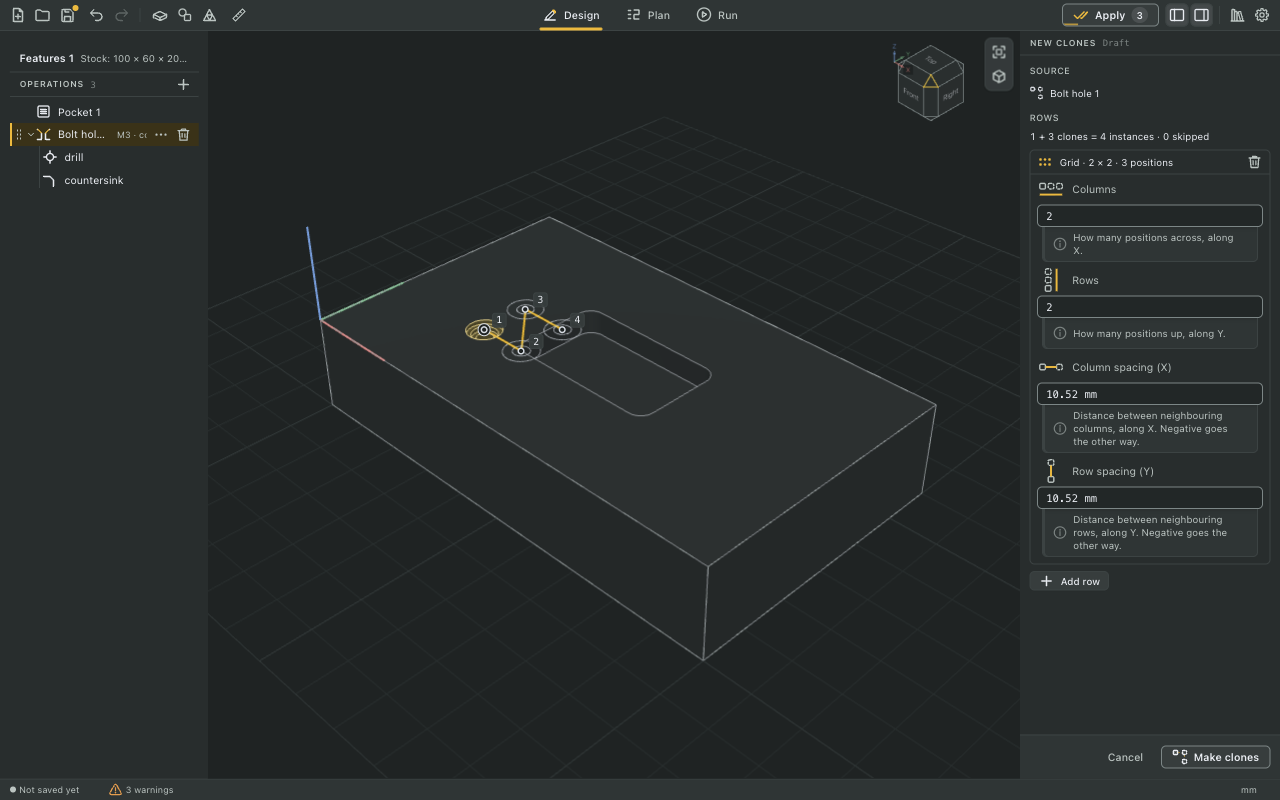 Design
Plan
Run
Apply 3
Features 1 Stock: 100 × 60 × 20...
OPERATIONS 3
Pocket 1
Bolt hol... M3 · co
drill
countersink
Z
Top
Front
Right
1
2
3
4
NEW CLONES Draft
SOURCE
Bolt hole 1
ROWS
1 + 3 clones = 4 instances · 0 skipped
Grid · 2 × 2 · 3 positions
Columns
2
How many positions across, along
X.
Rows
2
How many positions up, along Y.
Column spacing (X)
10.52 mm
Distance between neighbouring
columns, along X. Negative goes
the other way.
Row spacing (Y)
10.52 mm
Distance between neighbouring
rows, along Y. Negative goes the
other way.
Add row
Cancel
Make clones
Not saved yet
3 warnings
mm